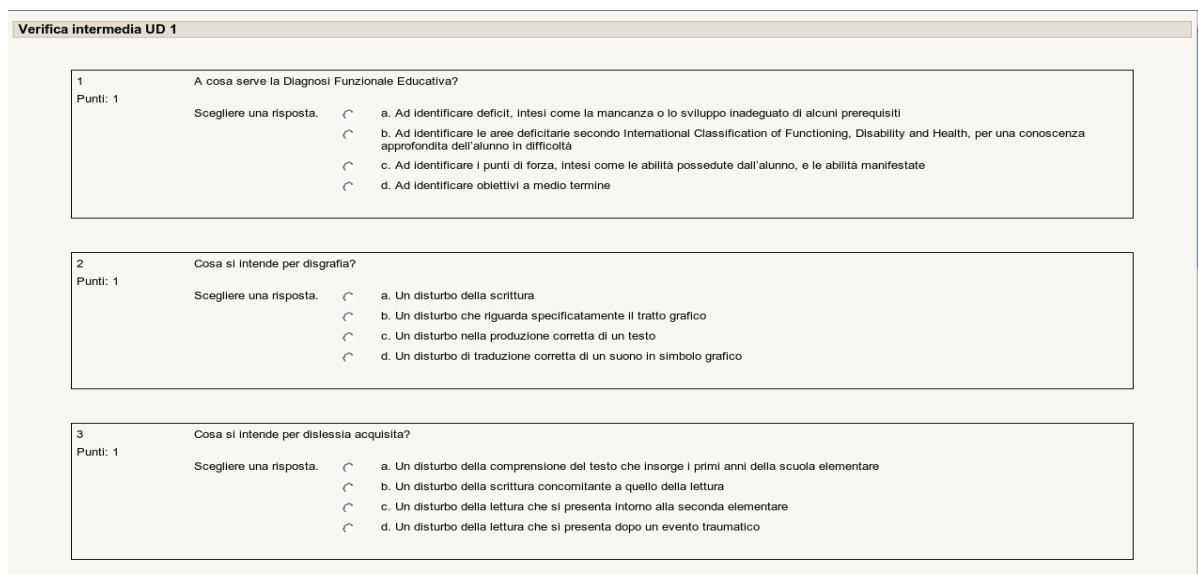 Verifica intermedia UD 1
1
A cosa serve la Diagnosi Funzionale Educativa?
Punti: 1
Scegliere una risposta.
a. Ad identificare deficit, intesi come la mancanza o lo sviluppo inadeguato di alcuni prerequisiti
b. Ad identificare le aree deficitarie secondo International Classification of Functioning, Disability and Health, per una conoscenza
approfondita dell'alunno in difficoltà
c. Ad identificare i punti di forza, intesi come le abilità possedute dall'alunno, e le abilità manifestate
d. Ad identificare obiettivi a medio termine
2
Cosa si intende per disgrafia?
Punti: 1
Scegliere una risposta.
a. Un disturbo della scrittura
b. Un disturbo che riguarda specificatamente il tratto grafico
c. Un disturbo nella produzione corretta di un testo
d. Un disturbo di traduzione corretta di un suono in simbolo grafico
3
Cosa si intende per dislessia acquisita?
Punti: 1
Scegliere una risposta.
a. Un disturbo della comprensione del testo che insorge i primi anni della scuola elementare
b. Un disturbo della scrittura concomitante a quello della lettura
c. Un disturbo della lettura che si presenta intorno alla seconda elementare
d. Un disturbo della lettura che si presenta dopo un evento traumatico